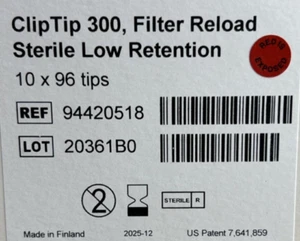 ClipTip 300, Filter Reload
Sterile Low Retention
10 x 96 tips
REF 94420518
LOT 20361B0
2 STERILE R
Made in Finland 2025-12 US Patent 7,641,859